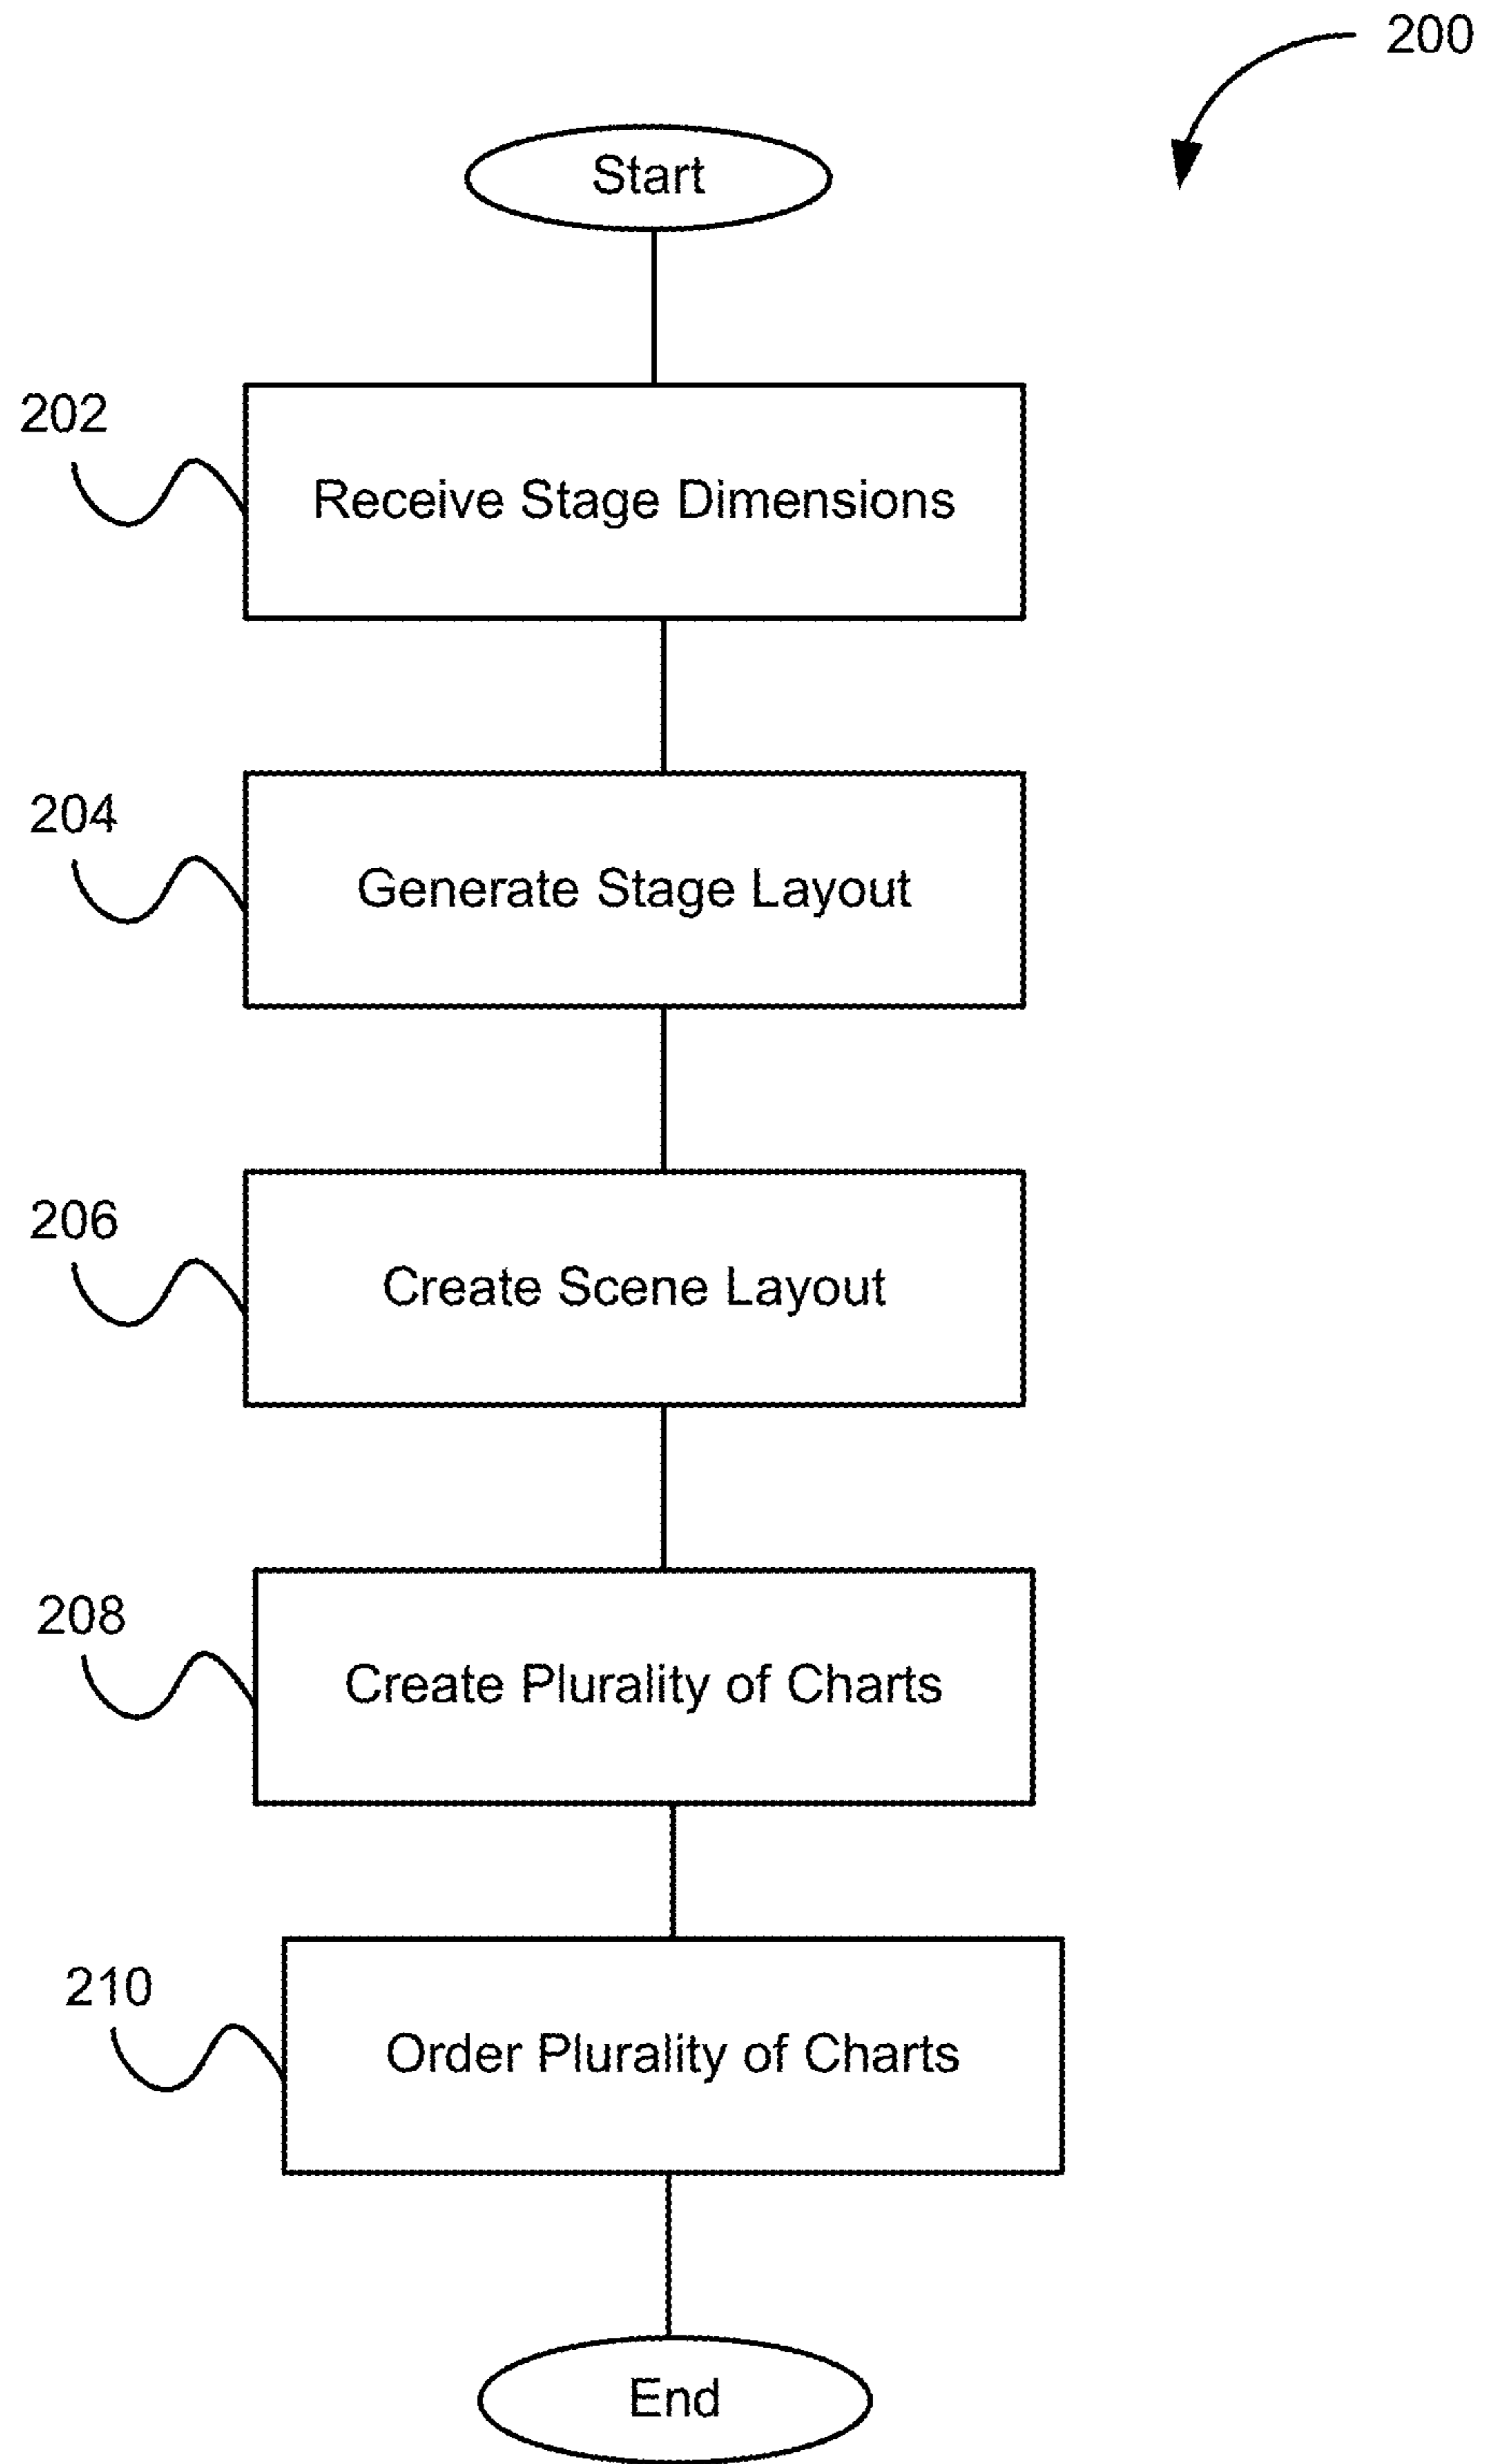 200
Start
202
Receive Stage Dimensions
204
Generate Stage Layout
206
Create Scene Layout
208
Create Plurality of Charts
210
Order Plurality of Charts
End